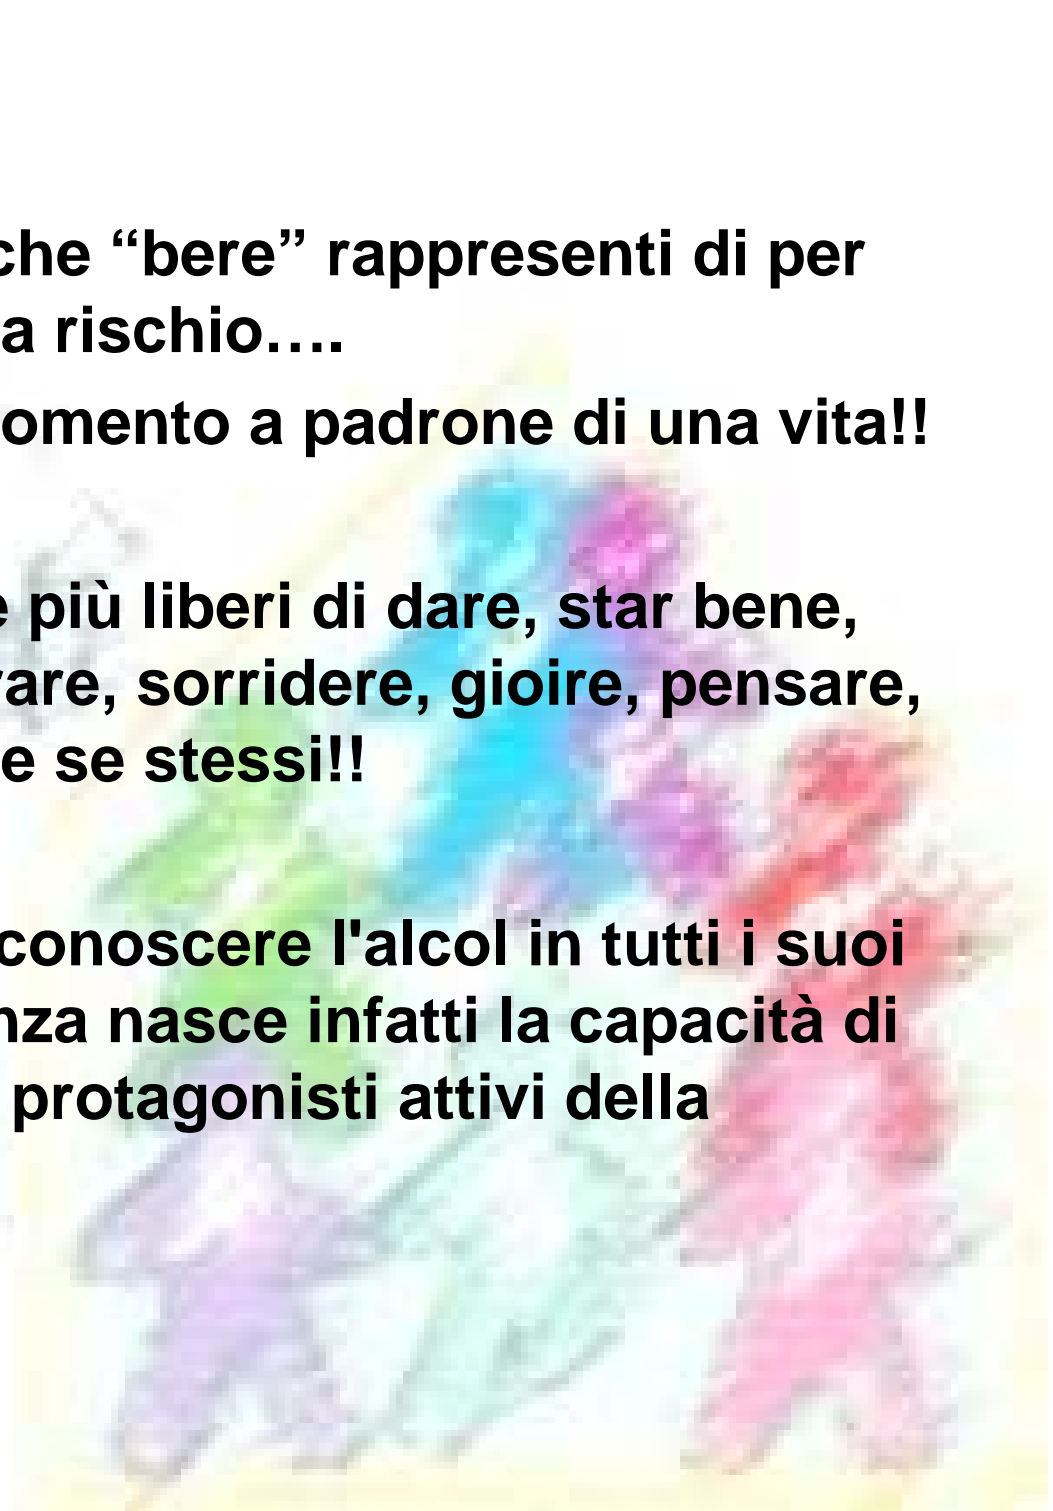 che “bere” rappresenti di per
a rischio….
omento a padrone di una vita!!
e più liberi di dare, star bene,
rare, sorridere, gioire, pensare,
e se stessi!!
conoscere l'alcol in tutti i suoi
nza nasce infatti la capacità di
protagonisti attivi della